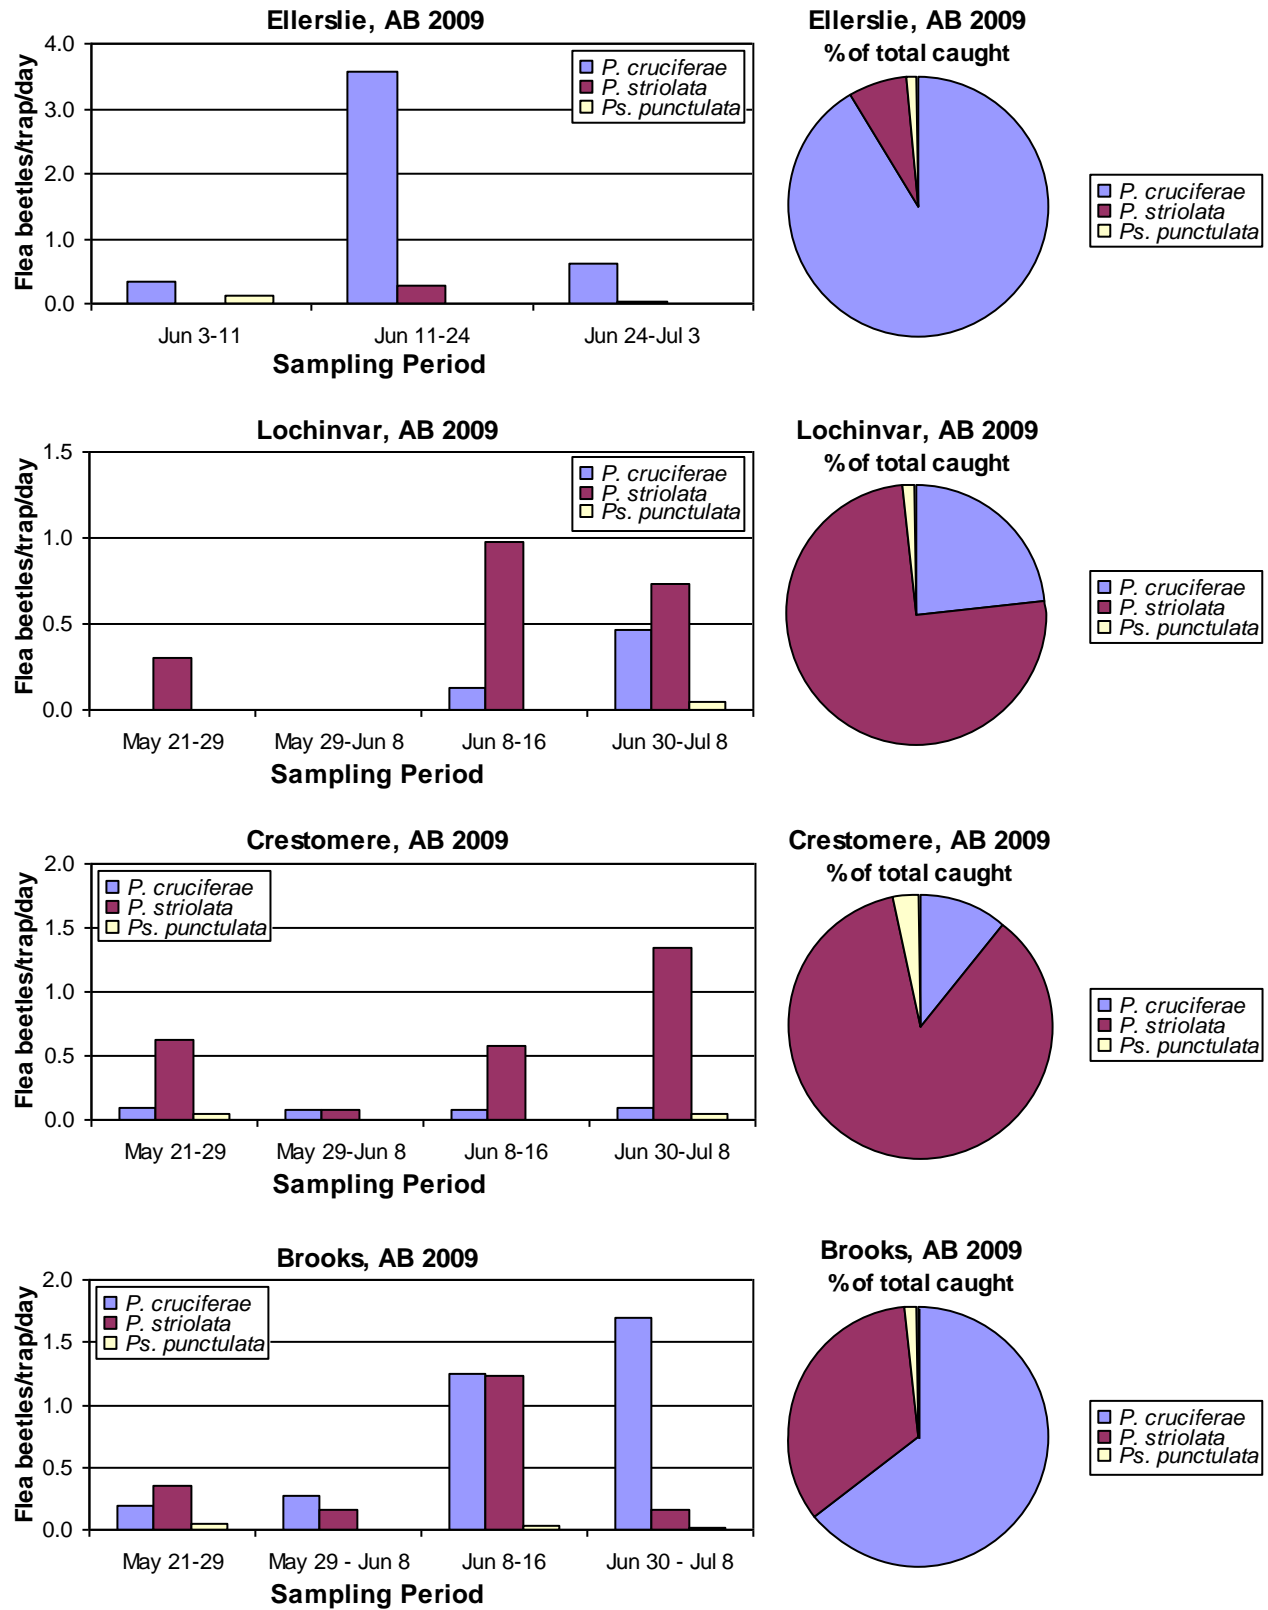 Ellerslie, AB 2009
Flea beetles/trap/day
4.0
3.0
2.0
1.0
0.0
P. cruciferae
P. striolata
Ps. punctulata
Jun 3-11
Jun 11-24
Jun 24-Jul 3
Sampling Period
Ellerslie, AB 2009
% of total caught
P. cruciferae
P. striolata
Ps. punctulata
Lochinvar, AB 2009
Flea beetles/trap/day
1.5
1.0
0.5
0.0
P. cruciferae
P. striolata
Ps. punctulata
May 21-29
May 29-Jun 8
Jun 8-16
Jun 30-Jul 8
Sampling Period
Lochinvar, AB 2009
% of total caught
P. cruciferae
P. striolata
Ps. punctulata
Crestomere, AB 2009
Flea beetles/trap/day
2.0
1.5
1.0
0.5
0.0
P. cruciferae
P. striolata
Ps. punctulata
May 21-29
May 29-Jun 8
Jun 8-16
Jun 30-Jul 8
Sampling Period
Crestomere, AB 2009
% of total caught
P. cruciferae
P. striolata
Ps. punctulata
Brooks, AB 2009
Flea beetles/trap/day
2.0
1.5
1.0
0.5
0.0
P. cruciferae
P. striolata
Ps. punctulata
May 21-29
May 29 - Jun 8
Jun 8-16
Jun 30 - Jul 8
Sampling Period
Brooks, AB 2009
% of total caught
P. cruciferae
P. striolata
Ps. punctulata